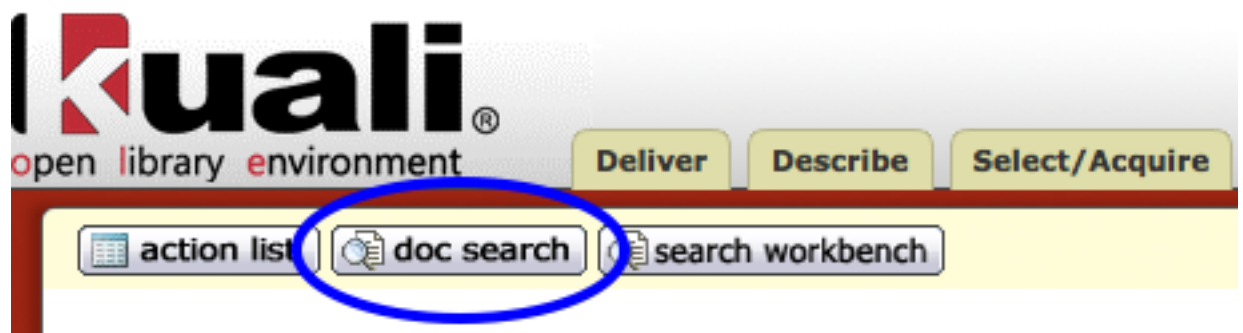 kuali®
open library environment
Deliver Describe Select/Acquire
action list doc search search workbench